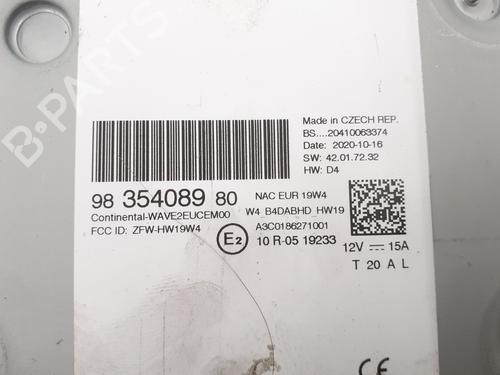 B-PARTS
Made in CZECH REP.
BS....20410063374
Date: 2020-10-16
SW: 42.01.72.32
HW: D4
98 354089 80
NAC EUR 19W4
Continental-WAVE2EUCEM00
W4_B4DABHD_HW19
FCC ID: ZFW-HW19W4
A3C0186271001
E2
10 R-05 19233
12V 15A
T 20 A L
CE